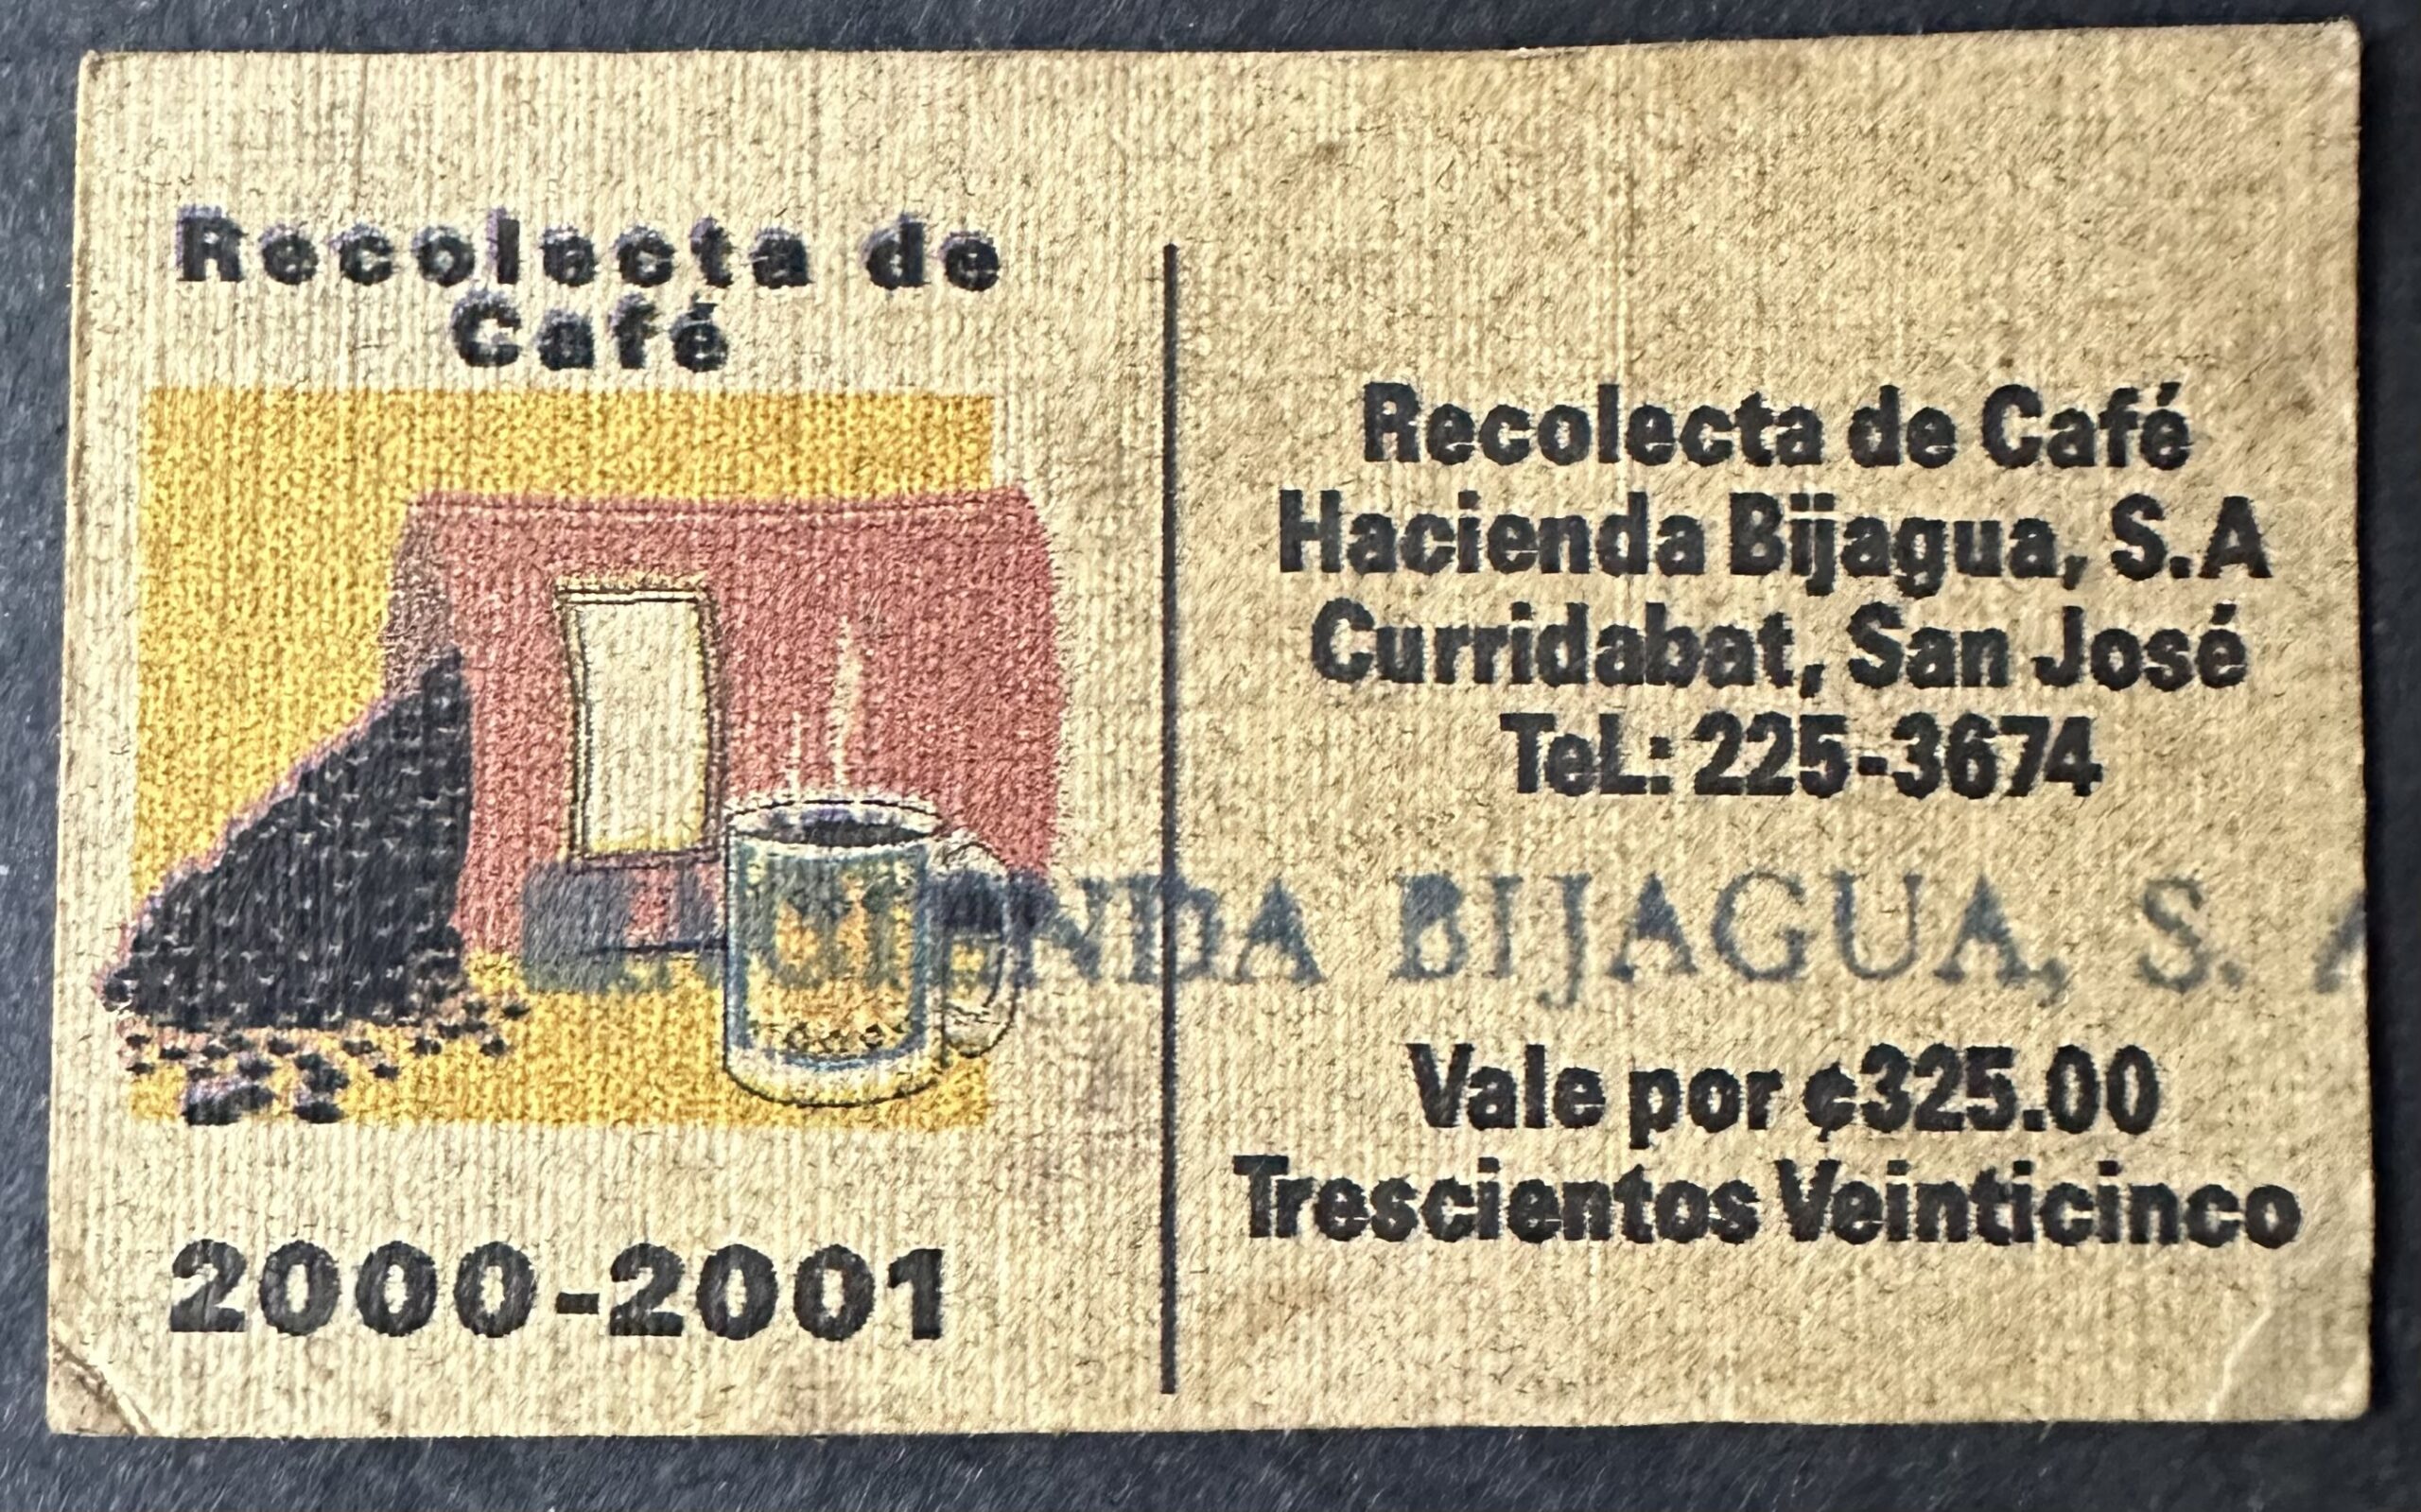 Recolecta de
Café
2000-2001
Recolecta de Café
Hacienda Bijagua, S.A
Curridabat, San José
TeL.: 225-3674
BIJAGUA, S.
Vale por ¢325.00
Trescientos Veinticinco